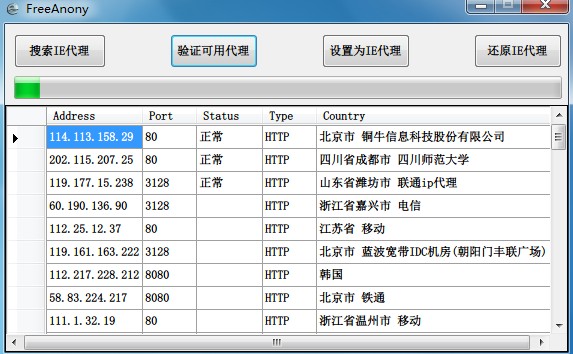 FreeAnony
搜索IE代理 验证可用代理 设置为IE代理 还原IE代理
Address Port Status Type Country
114.113.158.29 80 正常 HTTP 北京市 铜牛信息科技股份有限公司
202.115.207.25 80 正常 HTTP 四川省成都市 四川师范大学
119.177.15.238 3128 正常 HTTP 山东省潍坊市 联通ip代理
60.190.136.90 3128 HTTP 浙江省嘉兴市 电信
112.25.12.37 80 HTTP 江苏省 移动
119.161.163.222 3128 HTTP 北京市 蓝波宽带IDC机房(朝阳门丰联广场)
112.217.228.212 8080 HTTP 韩国
58.83.224.217 8080 HTTP 北京市 铁通
111.1.32.19 80 HTTP 浙江省温州市 移动